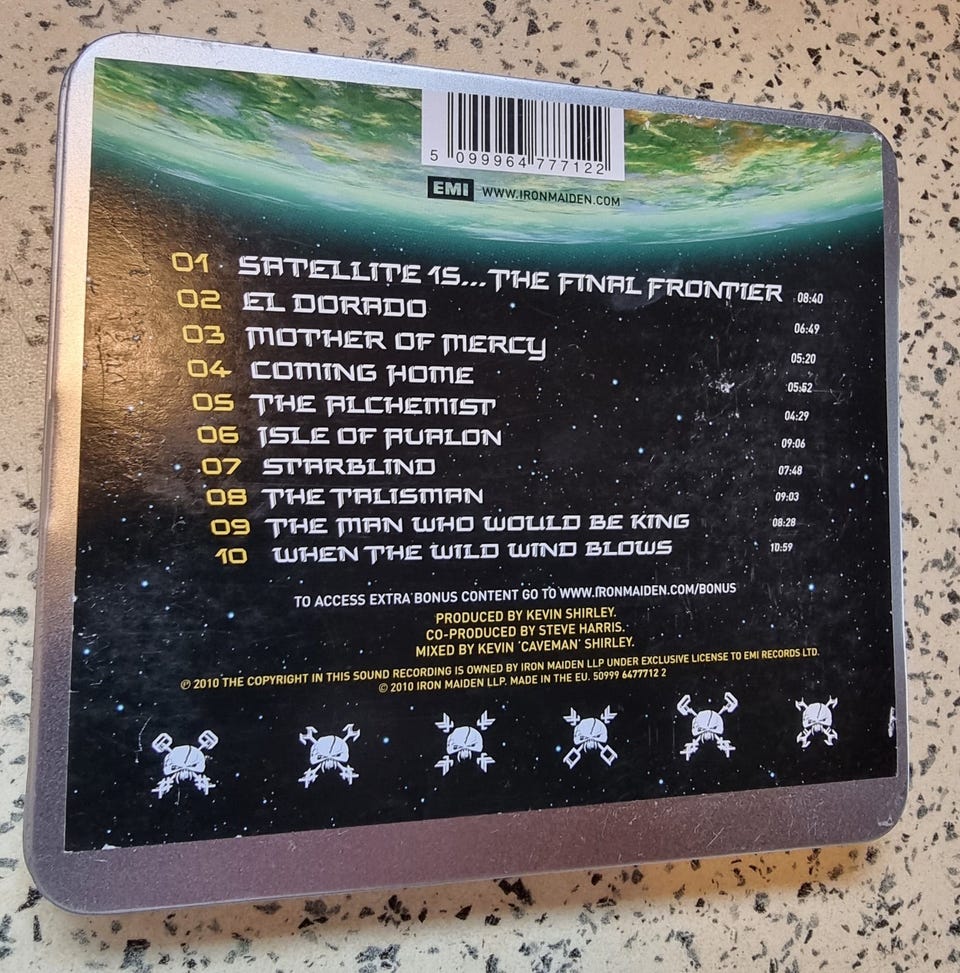 5 099964 777122
EMI WWW.IRONMAIDEN.COM
01 SATELLITE 15...THE FINAL FRONTIER 08:40
02 EL DORADO 06:49
03 MOTHER OF MERCY 05:20
04 COMING HOME 05:52
05 THE ALCHEMIST 04:29
06 ISLE OF AVALON 09:06
07 STARBLIND 07:48
08 THE TALISMAN 09:03
09 THE MAN WHO WOULD BE KING 08:28
10 WHEN THE WILD WIND BLOWS 10:59
TO ACCESS EXTRA BONUS CONTENT GO TO WWW.IRONMAIDEN.COM/BONUS
PRODUCED BY KEVIN SHIRLEY.
CO-PRODUCED BY STEVE HARRIS.
MIXED BY KEVIN 'CAVEMAN' SHIRLEY.
℗ 2010 THE COPYRIGHT IN THIS SOUND RECORDING IS OWNED BY IRON MAIDEN LLP UNDER EXCLUSIVE LICENSE TO EMI RECORDS LTD.
© 2010 IRON MAIDEN LLP. MADE IN THE EU. 50999 6477712 2